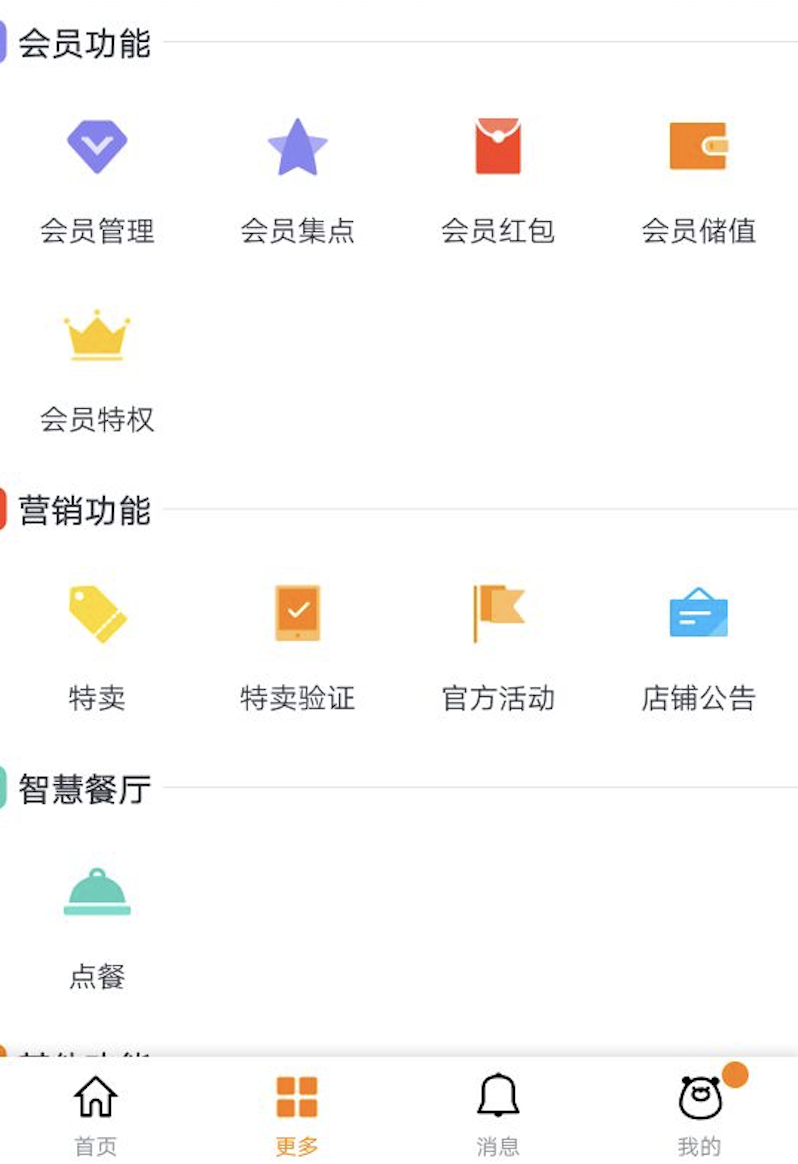 会员功能
会员管理 会员集点 会员红包 会员储值
会员特权
营销功能
特卖 特卖验证 官方活动 店铺公告
智慧餐厅
点餐
首页 更多 消息 我的